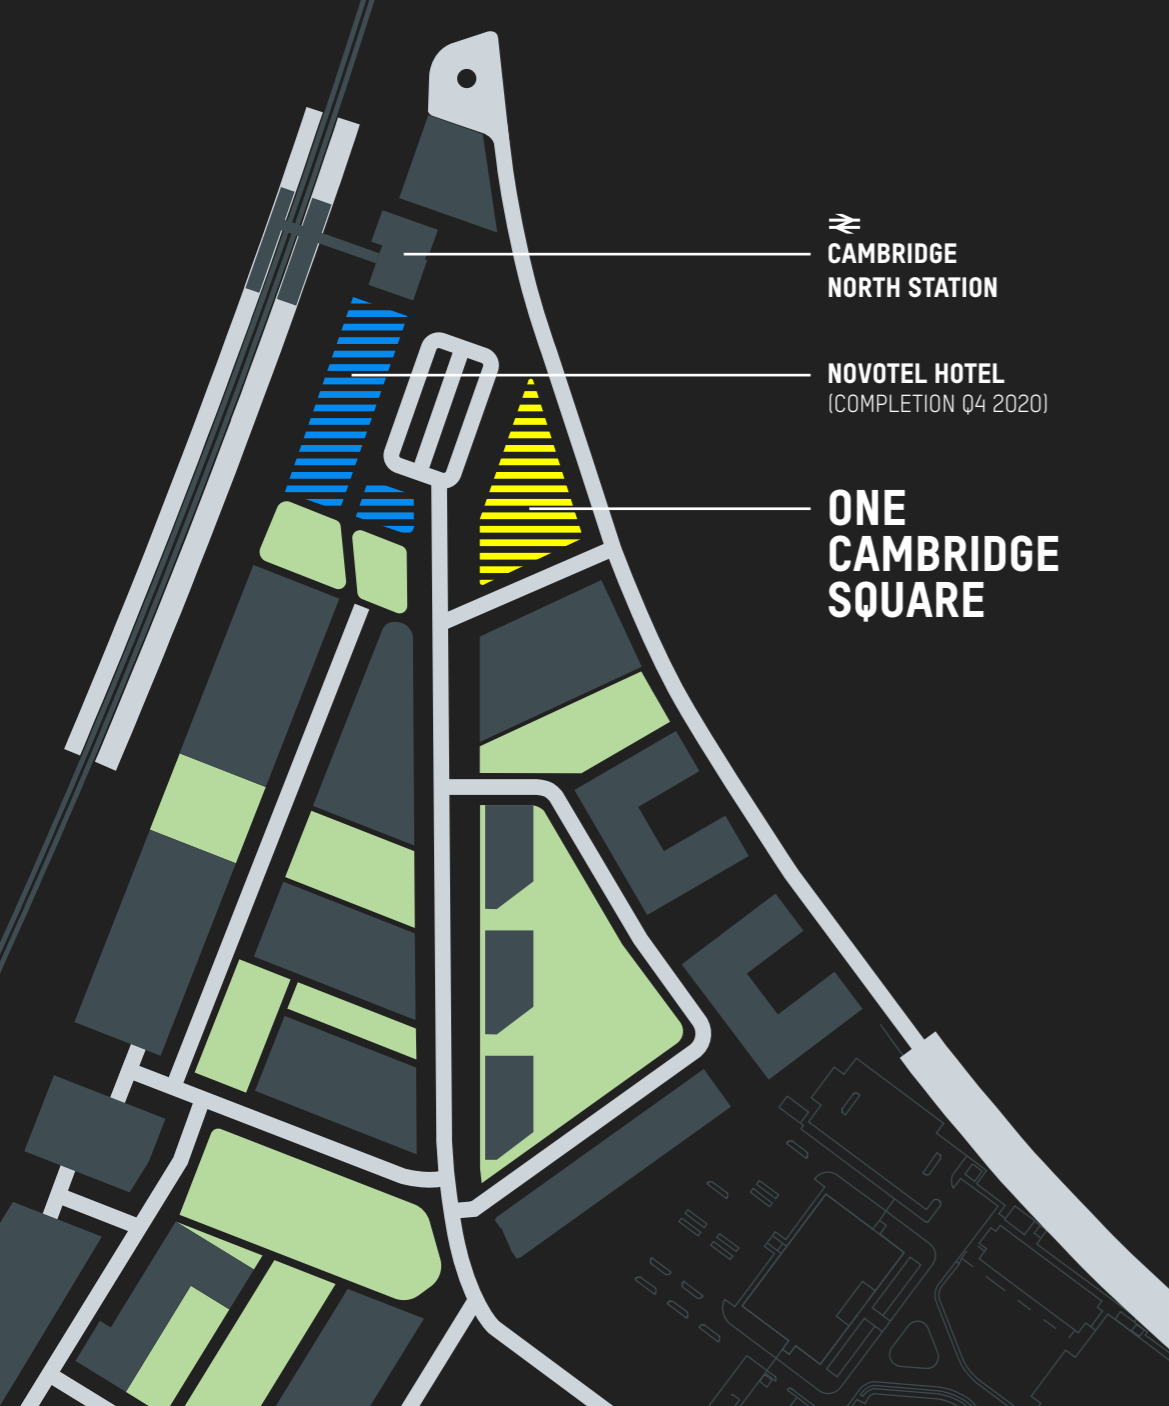 CAMBRIDGE
NORTH STATION
NOVOTEL HOTEL
(COMPLETION Q4 2020)
ONE
CAMBRIDGE
SQUARE